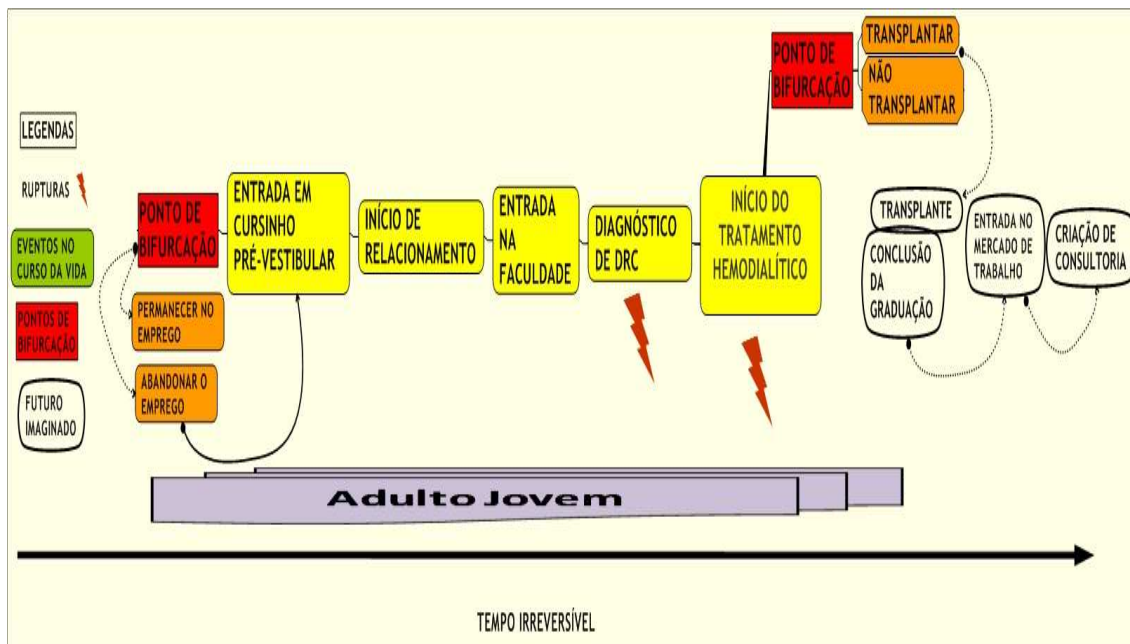 LEGENDAS
RUPTURAS
EVENTOS NO
CURSO DA VIDA
PONTOS DE
BIFURCAÇÃO
FUTURO
IMAGINADO
PONTO DE
BIFURCAÇÃO
PERMANECER NO
EMPREGO
ABANDONAR O
EMPREGO
ENTRADA EM
CURSINHO
PRÉ-VESTIBULAR
INÍCIO DE
RELACIONAMENTO
ENTRADA
NA
FACULDADE
DIAGNÓSTICO
DE DRC
INÍCIO DO
TRATAMENTO
HEMODIALÍTICO
PONTO DE
BIFURCAÇÃO
TRANSPLANTAR
NÃO
TRANSPLANTAR
TRANSPLANTE
CONCLUSÃO
DA
GRADUAÇÃO
ENTRADA NO
MERCADO DE
TRABALHO
CRIAÇÃO DE
CONSULTORIA
Adulto Jovem
TEMPO IRREVERSÍVEL